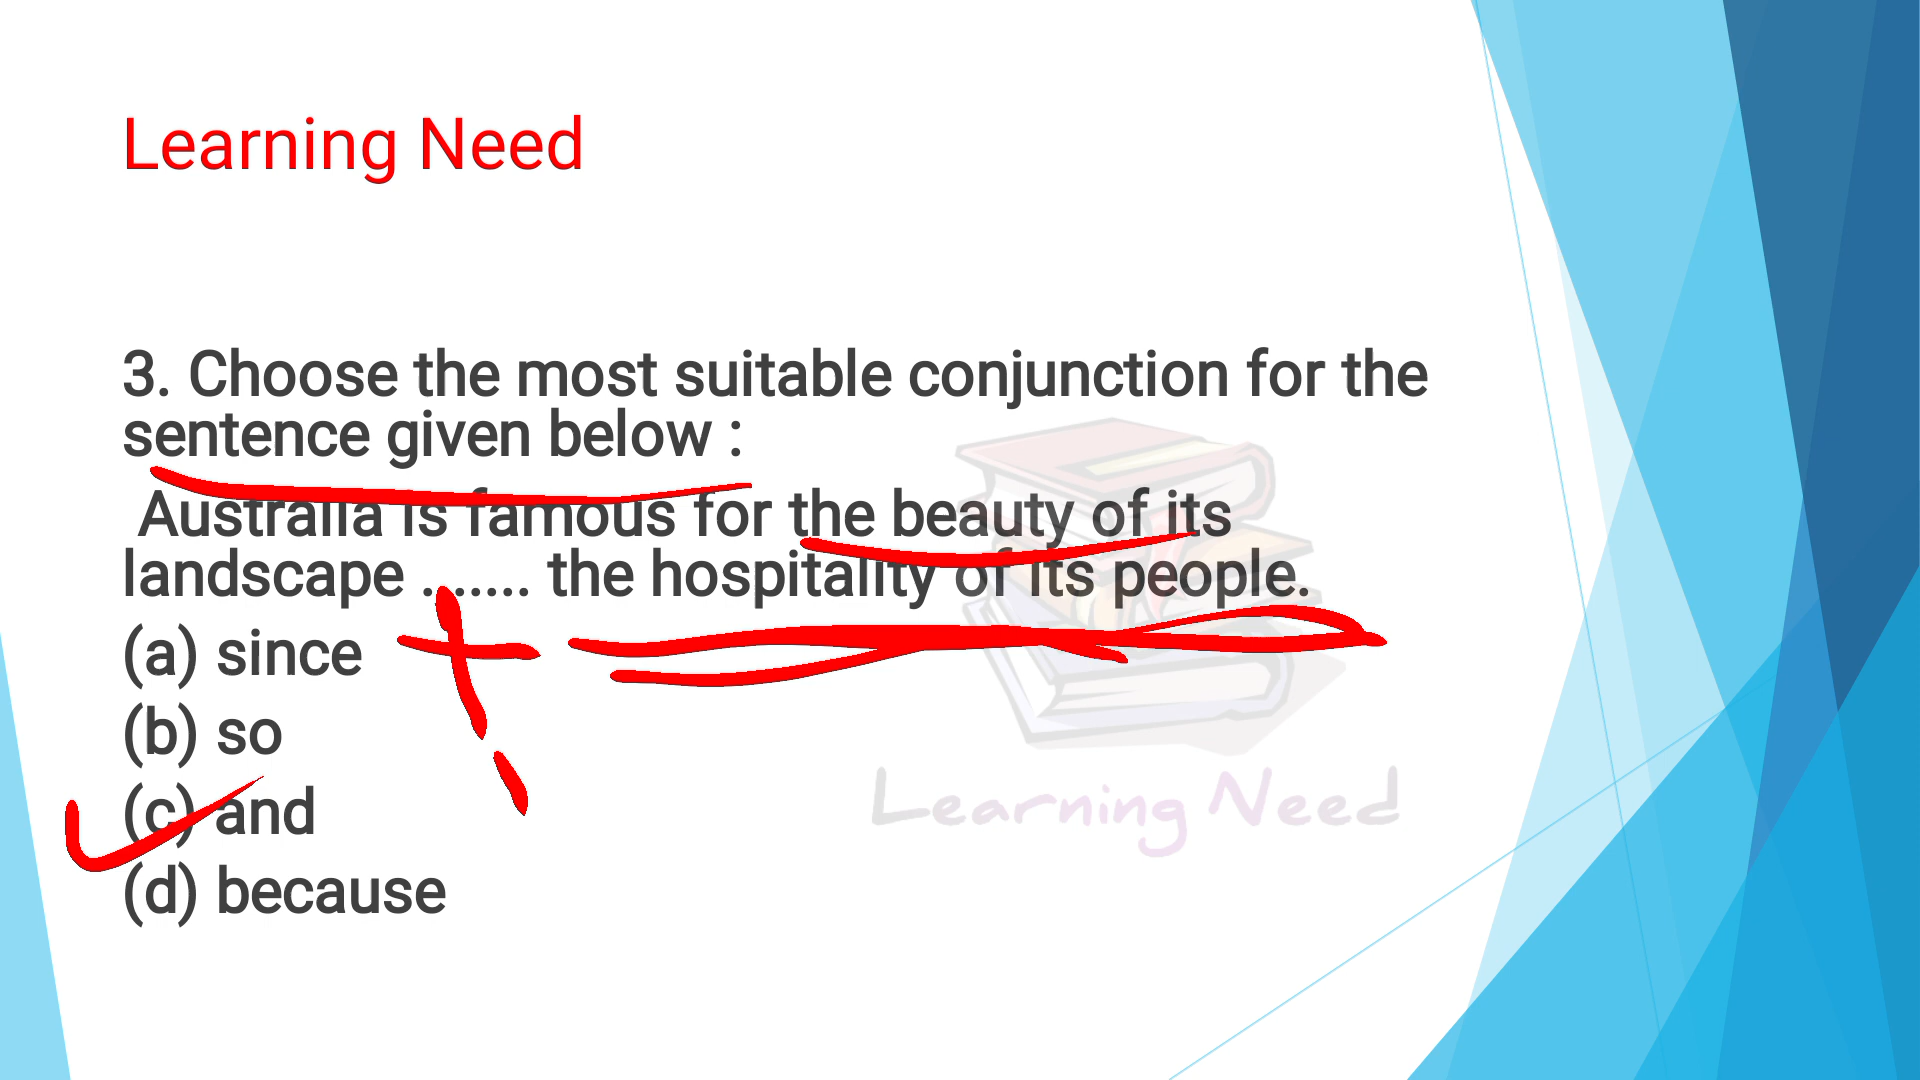 Learning Need
3. Choose the most suitable conjunction for the
sentence given below :
Australia is famous for the beauty of its
landscape ....... the hospitality of its people.
(a) since
(b) so
(c) and
(d) because
Learning Need